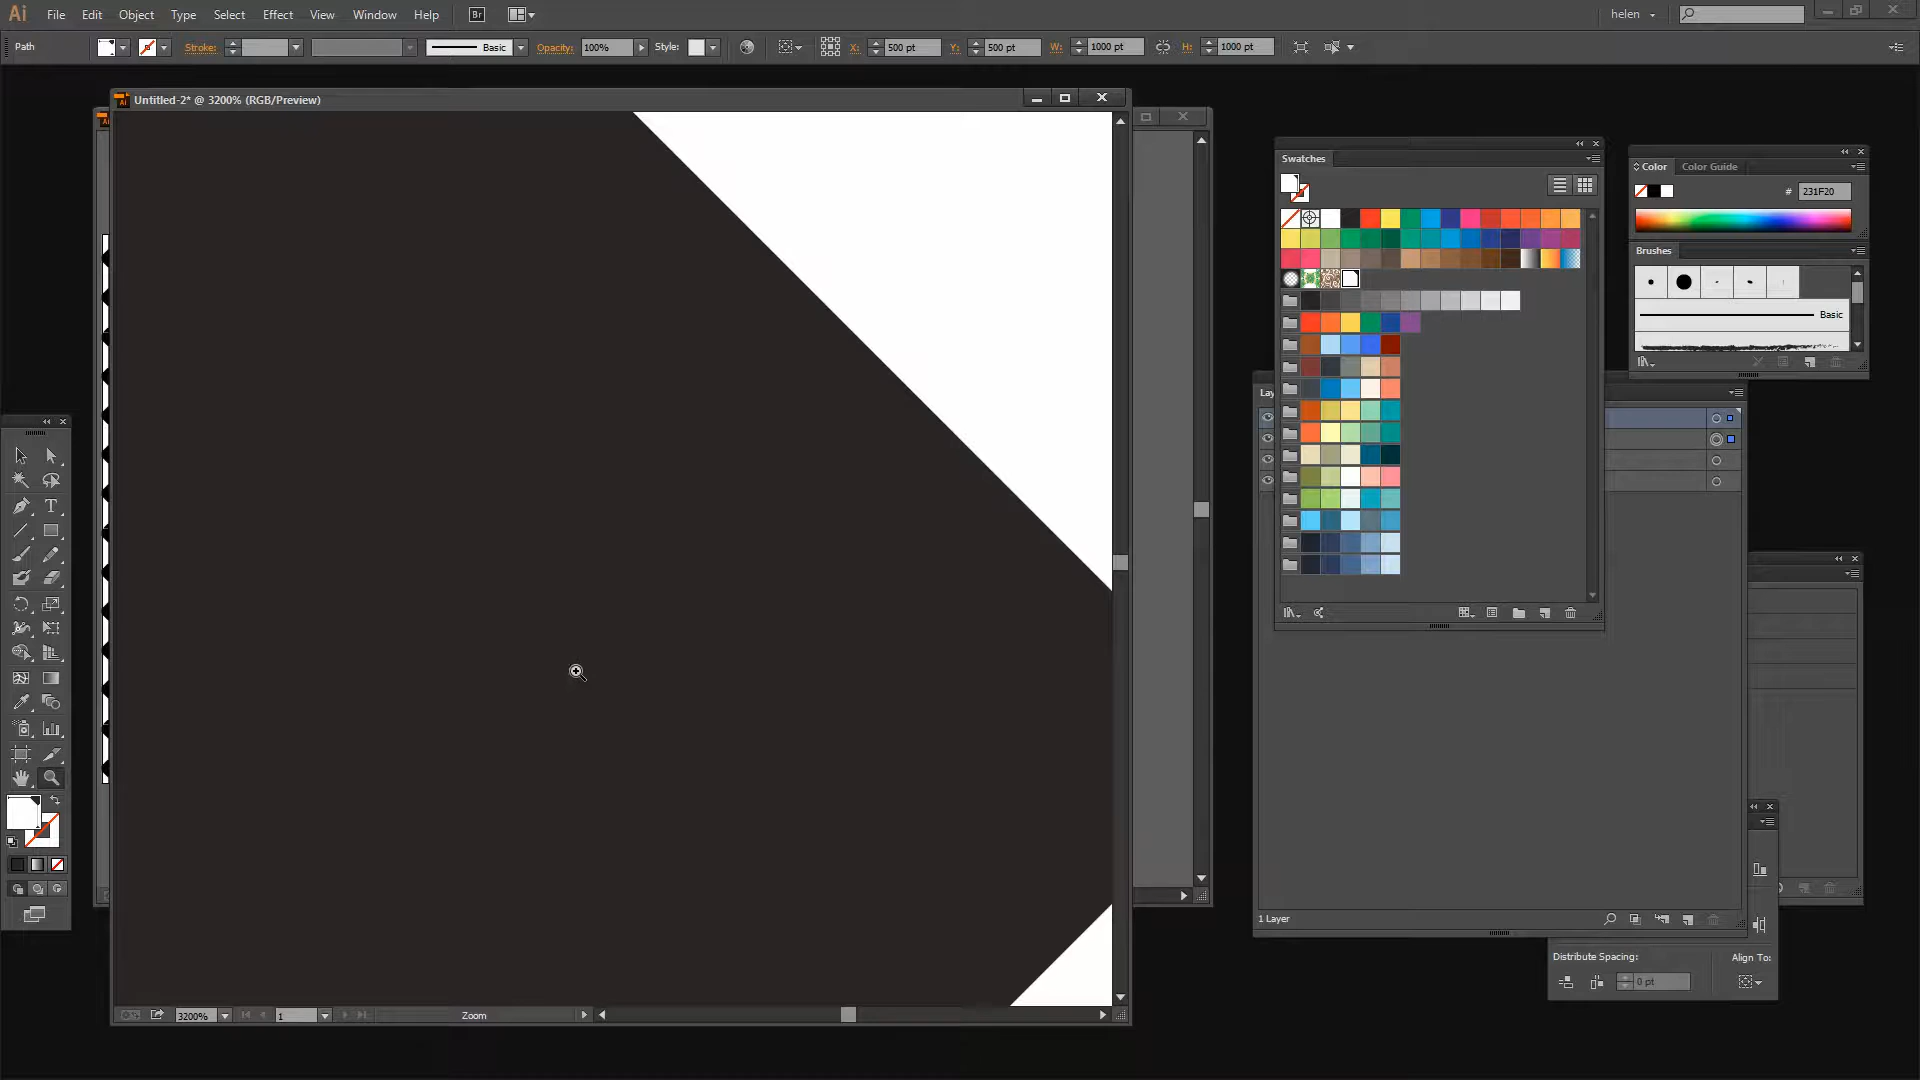 Ai File Edit Object Type Select Effect View Window Help Br helen
Path Stroke: Basic Opacity: 100% Style: X: 500 pt Y: 500 pt W: 1000 pt H: 1000 pt
Untitled-2* @ 3200% (RGB/Preview)
Swatches
Color Color Guide
# 231F20
Brushes
Basic
Lay
1 Layer
Distribute Spacing: Align To:
0 pt
3200% 1 Zoom